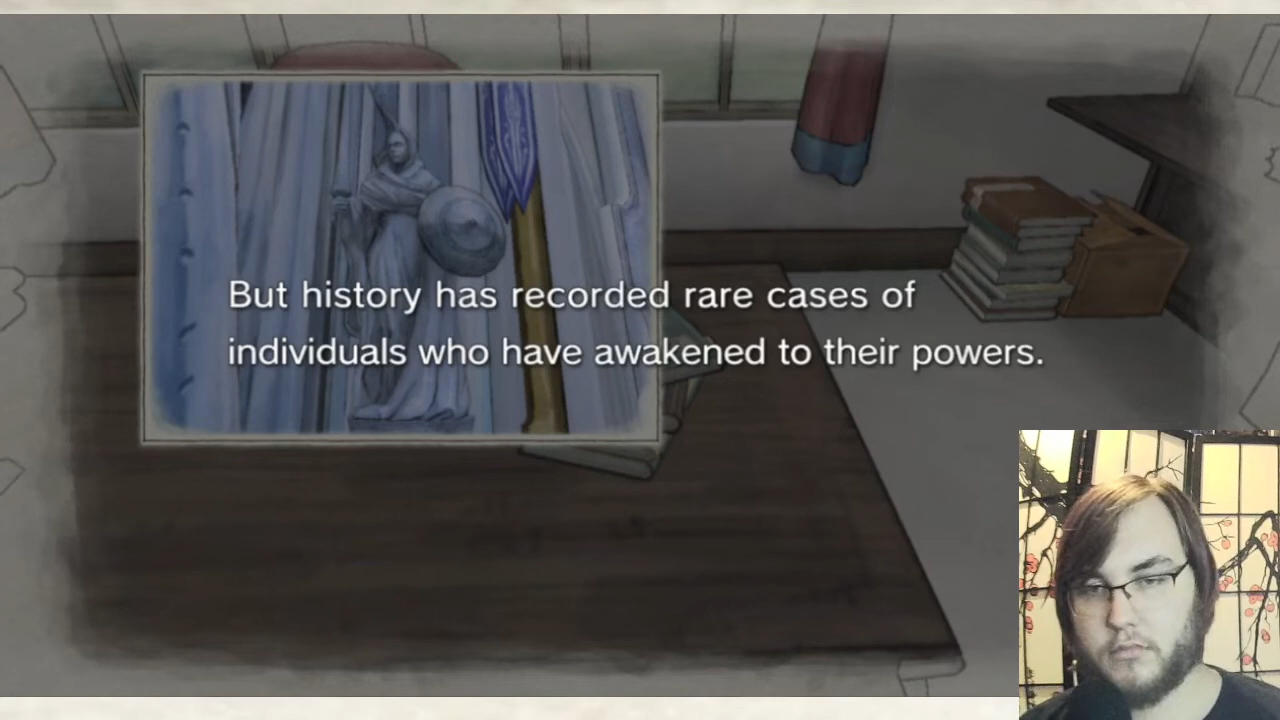 But history has recorded rare cases of
individuals who have awakened to their powers.